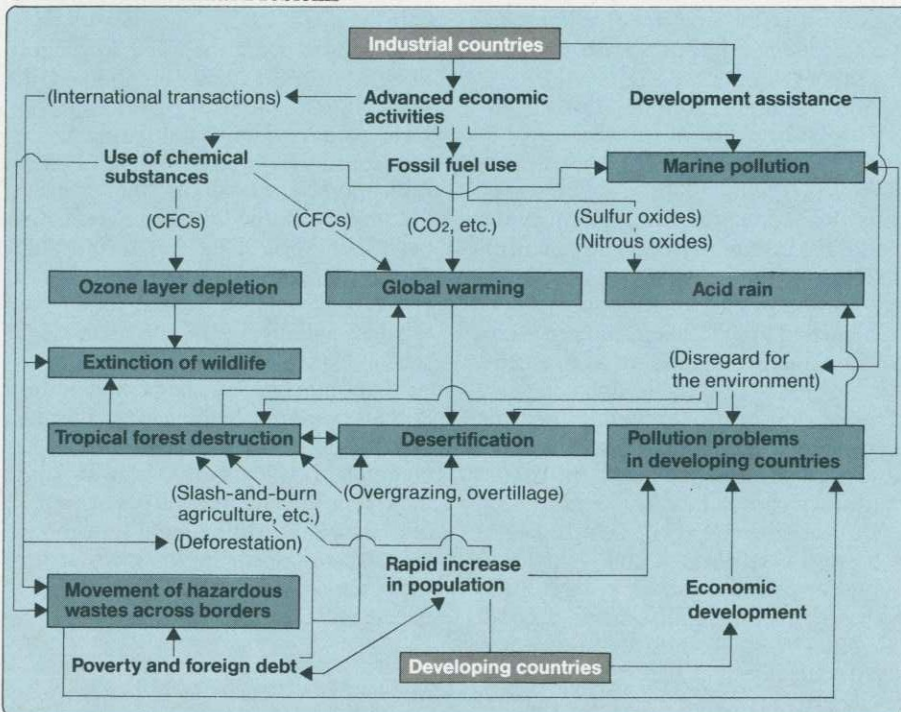 Industrial countries
(International transactions)
Advanced economic
activities
Development assistance
Use of chemical
substances
Fossil fuel use
Marine pollution
(CFCs)
(CFCs)
(CO2, etc.)
(Sulfur oxides)
(Nitrous oxides)
Ozone layer depletion
Global warming
Acid rain
Extinction of wildlife
(Disregard for
the environment)
Tropical forest destruction
Desertification
Pollution problems
in developing countries
(Slash-and-burn
agriculture, etc.)
(Overgrazing, overtillage)
(Deforestation)
Rapid increase
in population
Movement of hazardous
wastes across borders
Economic
development
Poverty and foreign debt
Developing countries